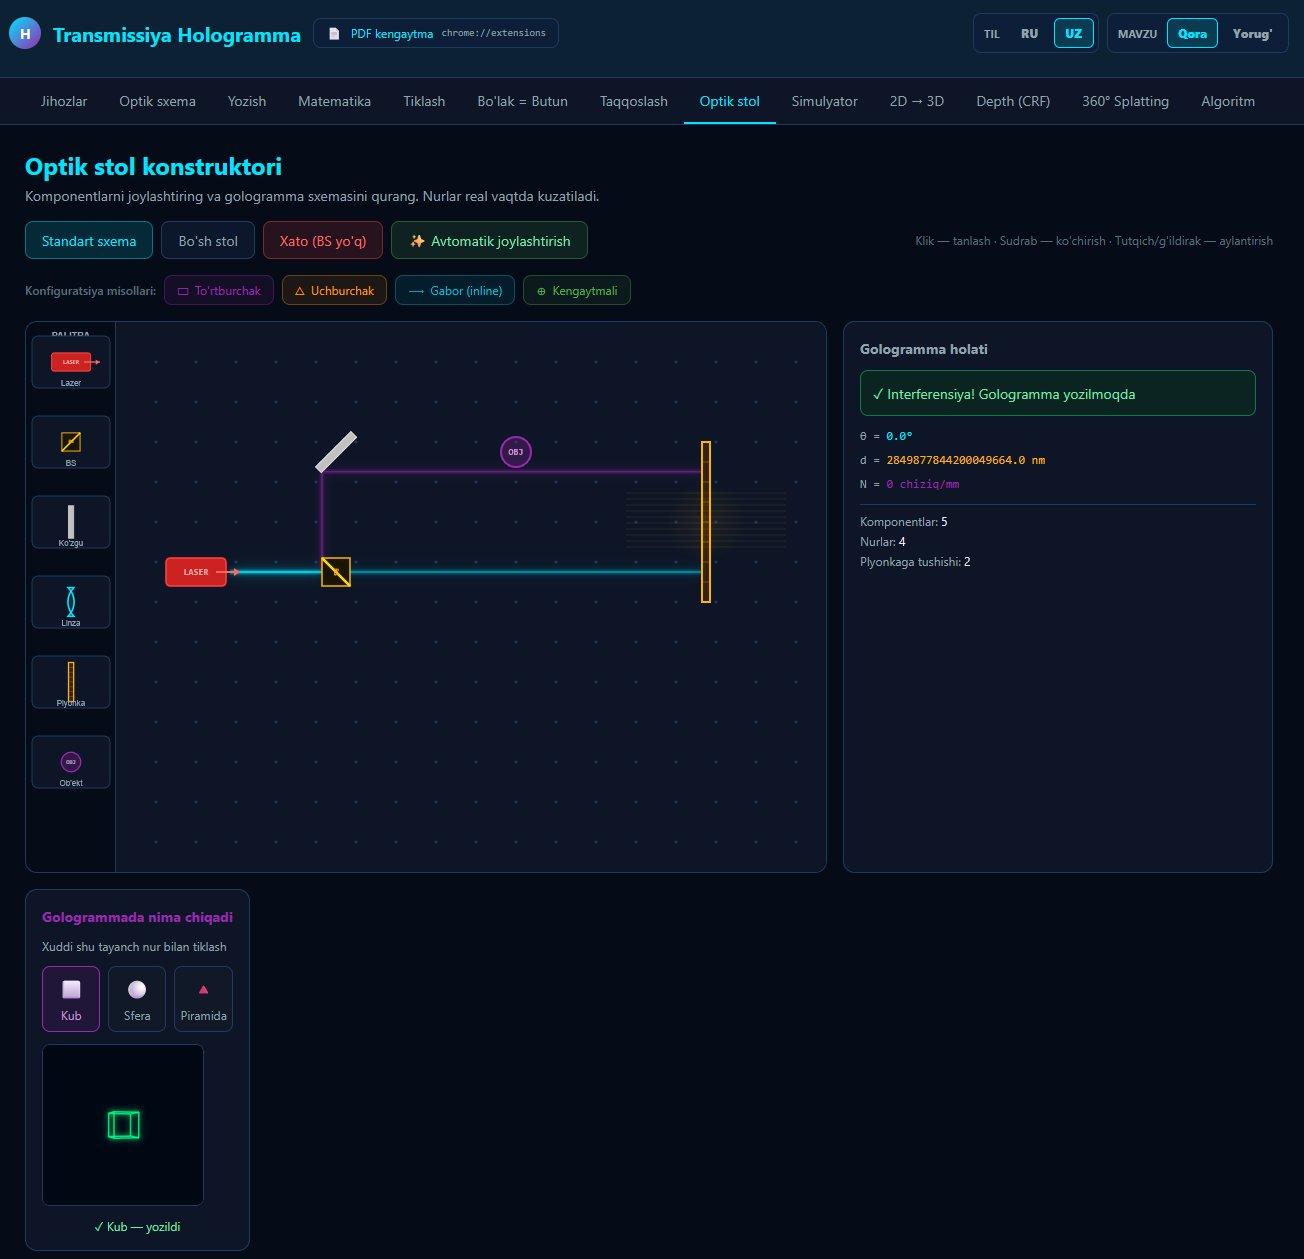 H Transmissiya Hologramma PDF kengaytma chrome://extensions TIL RU UZ MAVZU Qora Yorug'
Jihozlar Optik sxema Yozish Matematika Tiklash Bo'lak = Butun Taqqoslash Optik stol Simulyator 2D → 3D Depth (CRF) 360° Splatting Algoritm
Optik stol konstruktori
Komponentlarni joylashtiring va gologramma sxemasini qurang. Nurlar real vaqtda kuzatiladi.
Standart sxema Bo'sh stol Xato (BS yo'q) ✨ Avtomatik joylashtirish Klik — tanlash · Sudrab — ko'chirish · Tutqich/g'ildirak — aylantirish
Konfiguratsiya misollari: ▭ To'rtburchak △ Uchburchak ⟶ Gabor (inline) ⊕ Kengaytmali
PALITRA
LASER
Lazer
BS
Ko'zgu
Linza
Plyonka
OBJ
Ob'ekt
OBJ
LASER
Gologramma holati
✓ Interferensiya! Gologramma yozilmoqda
θ = 0.0°
d = 2849877844200049664.0 nm
N = 0 chiziq/mm
Komponentlar: 5
Nurlar: 4
Plyonkaga tushishi: 2
Gologrammada nima chiqadi
Xuddi shu tayanch nur bilan tiklash
Kub Sfera Piramida
✓ Kub — yozildi